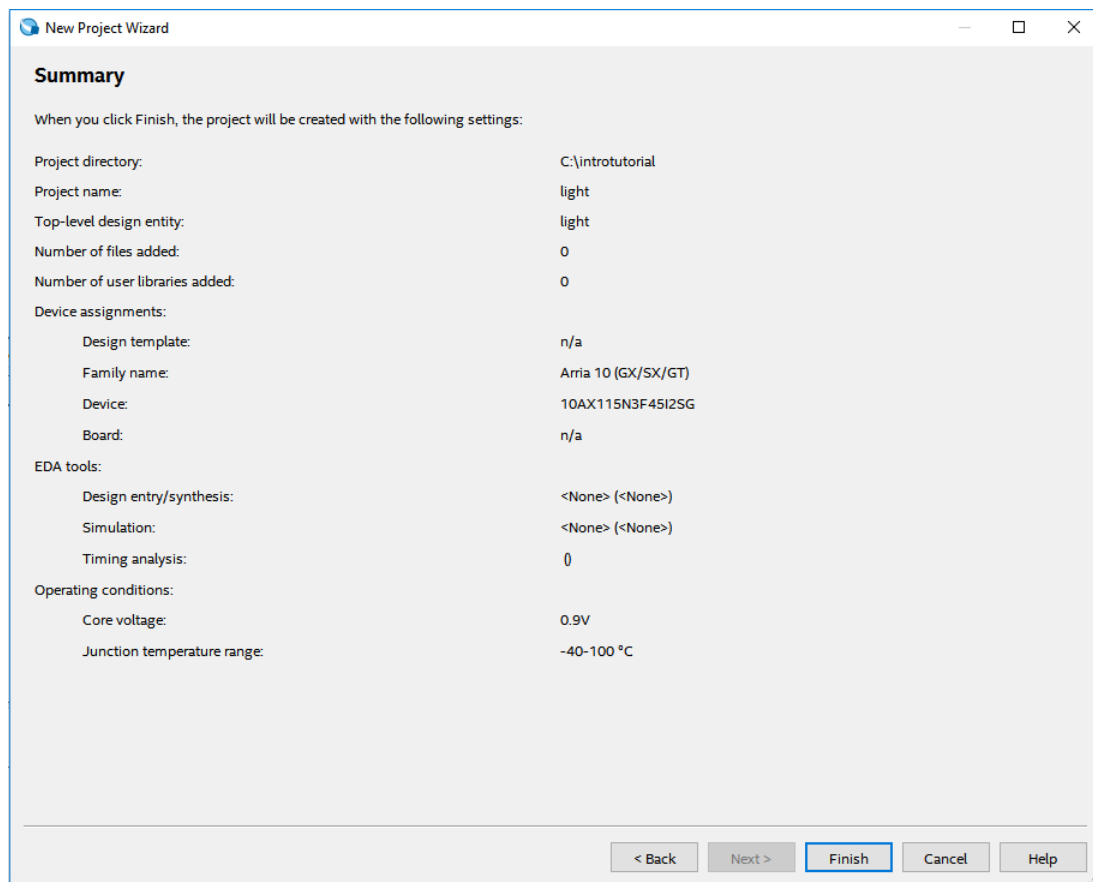 New Project Wizard
Summary
When you click Finish, the project will be created with the following settings:
Project directory: C:\introtutorial
Project name: light
Top-level design entity: light
Number of files added: 0
Number of user libraries added: 0
Device assignments:
Design template: n/a
Family name: Arria 10 (GX/SX/GT)
Device: 10AX115N3F45I2SG
Board: n/a
EDA tools:
Design entry/synthesis: <None> (<None>)
Simulation: <None> (<None>)
Timing analysis: ()
Operating conditions:
Core voltage: 0.9V
Junction temperature range: -40-100 °C
< Back Next > Finish Cancel Help